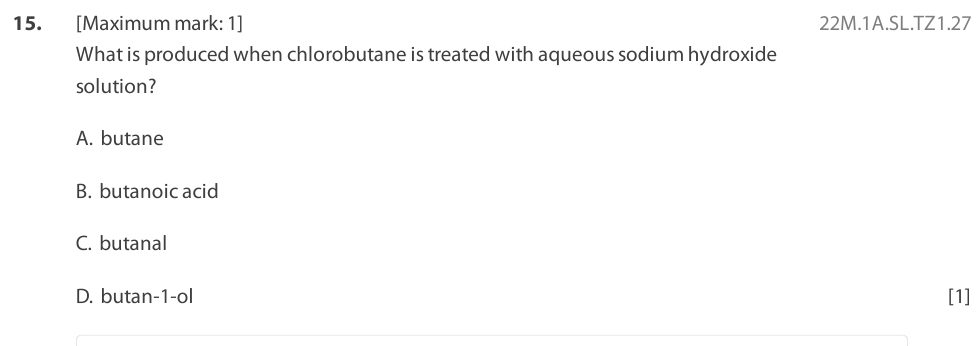 15. [Maximum mark: 1] 22M.1A.SL.TZ1.27
What is produced when chlorobutane is treated with aqueous sodium hydroxide
solution?
A. butane
B. butanoic acid
C. butanal
D. butan-1-ol [1]